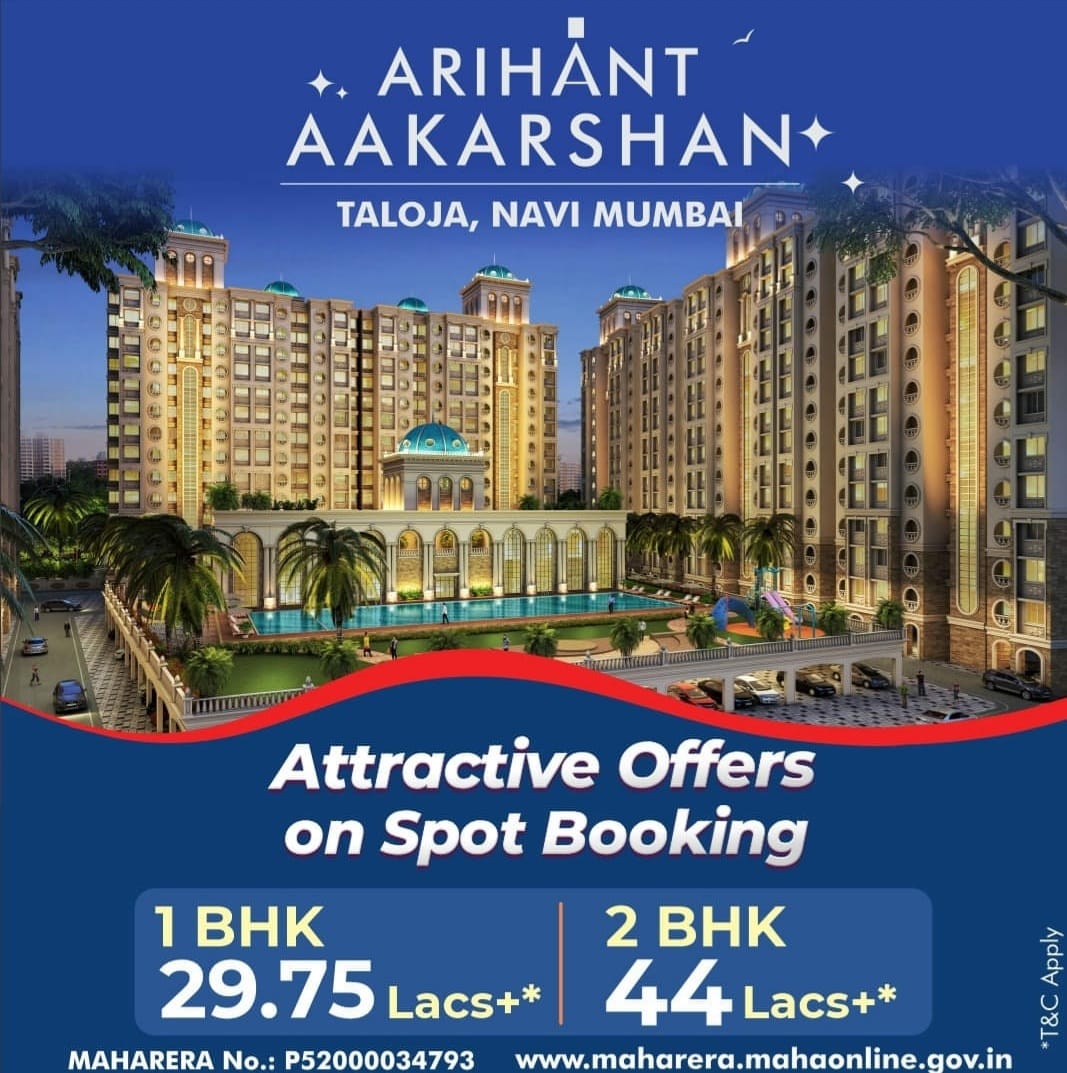 ARIHANT
AAKARSHAN
TALOJA, NAVI MUMBAI
Attractive Offers
on Spot Booking
1 BHK
29.75 Lacs+*
2 BHK
44 Lacs+*
*T&C Apply
MAHARERA No.: P52000034793 www.maharera.mahaonline.gov.in